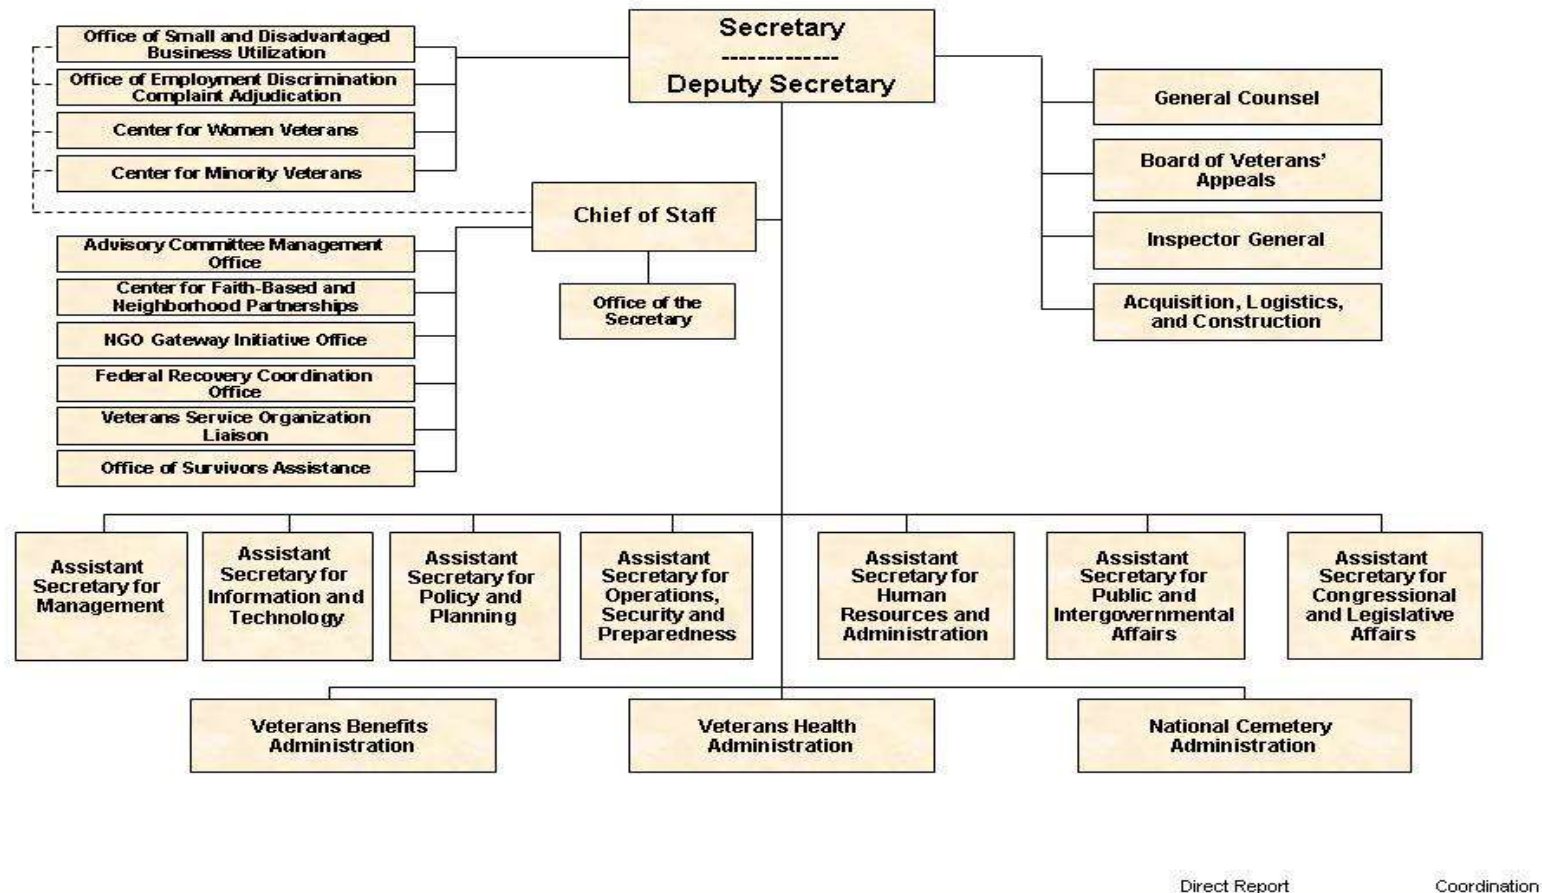 Secretary
-------------
Deputy Secretary
Office of Small and Disadvantaged
Business Utilization
Office of Employment Discrimination
Complaint Adjudication
Center for Women Veterans
Center for Minority Veterans
General Counsel
Board of Veterans'
Appeals
Inspector General
Acquisition, Logistics,
and Construction
Chief of Staff
Office of the
Secretary
Advisory Committee Management
Office
Center for Faith-Based and
Neighborhood Partnerships
NGO Gateway Initiative Office
Federal Recovery Coordination
Office
Veterans Service Organization
Liaison
Office of Survivors Assistance
Assistant
Secretary for
Management
Assistant
Secretary for
Information and
Technology
Assistant
Secretary for
Policy and
Planning
Assistant
Secretary for
Operations,
Security and
Preparedness
Assistant
Secretary for
Human
Resources and
Administration
Assistant
Secretary for
Public and
Intergovernmental
Affairs
Assistant
Secretary for
Congressional
and Legislative
Affairs
Veterans Benefits
Administration
Veterans Health
Administration
National Cemetery
Administration
Direct Report
Coordination